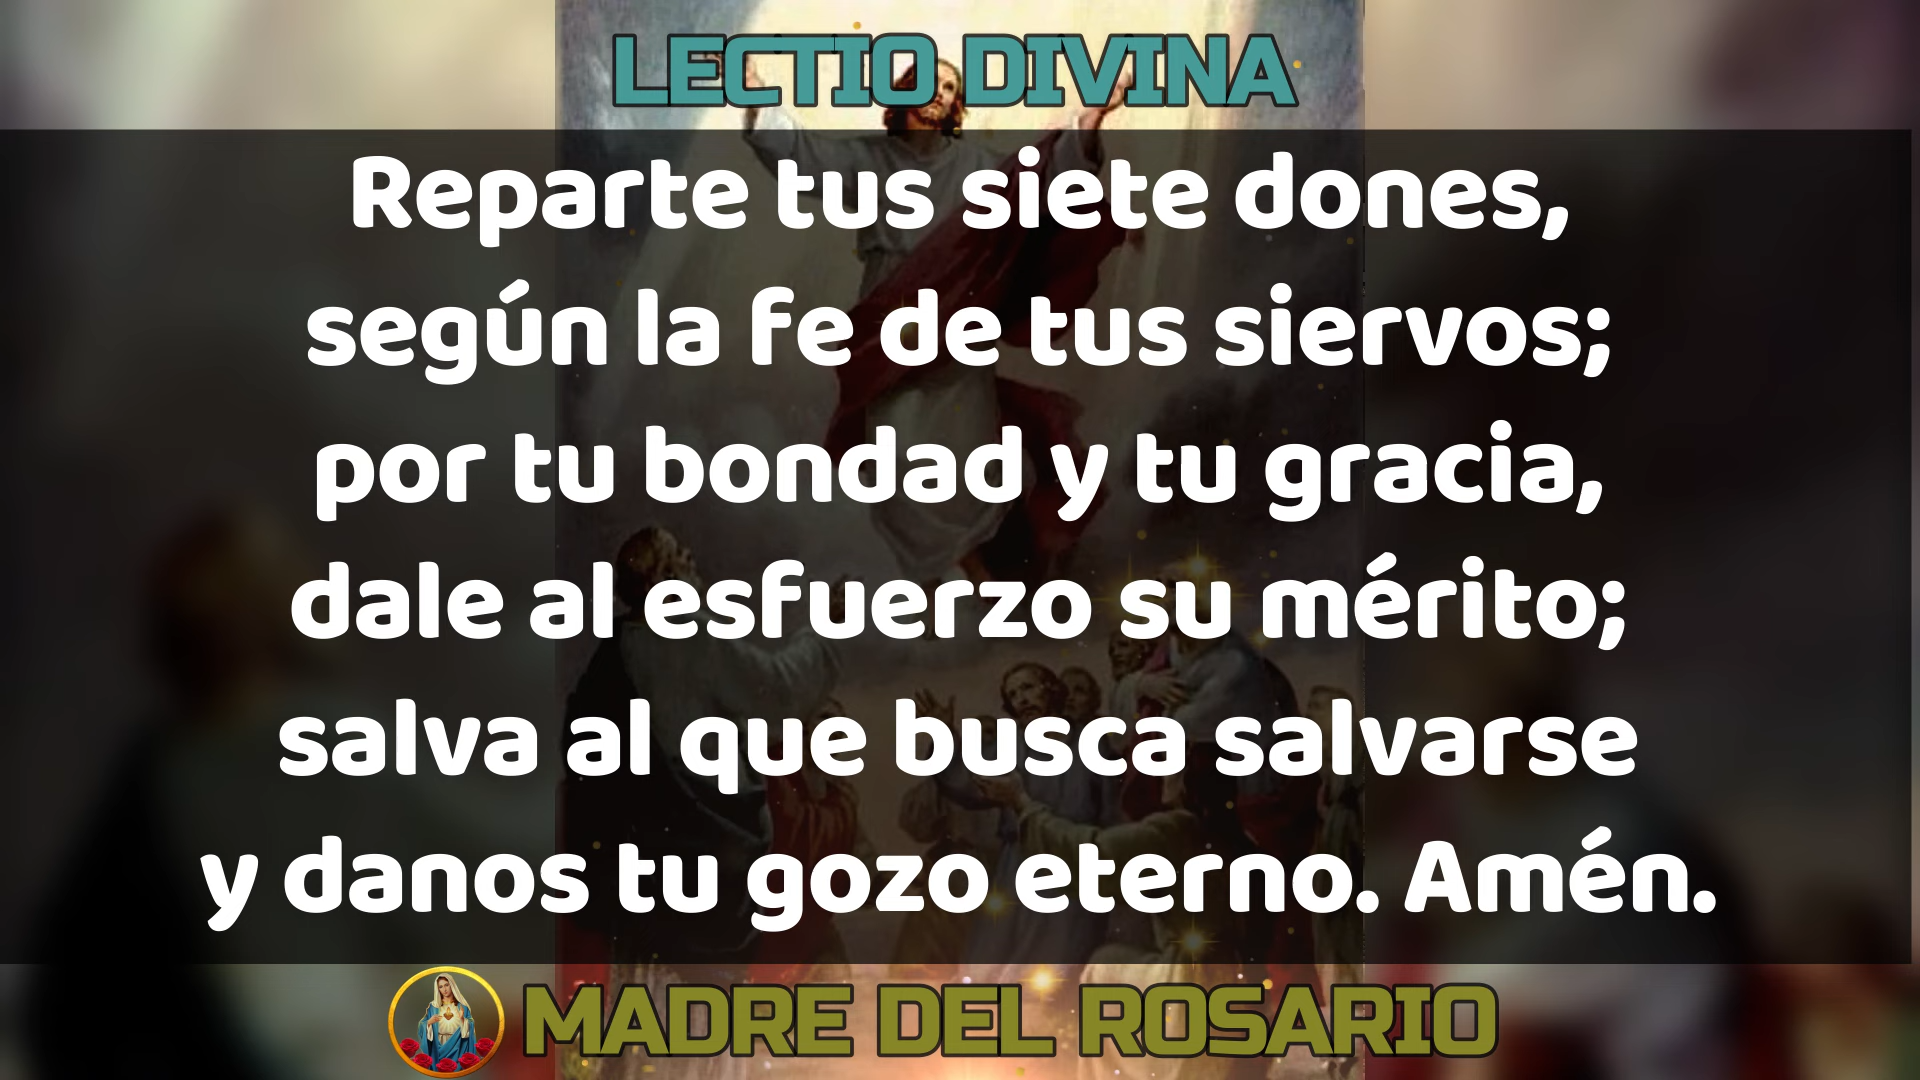 LECTIO DIVINA
Reparte tus siete dones,
según la fe de tus siervos;
por tu bondad y tu gracia,
dale al esfuerzo su mérito;
salva al que busca salvarse
y danos tu gozo eterno. Amén.
MADRE DEL ROSARIO